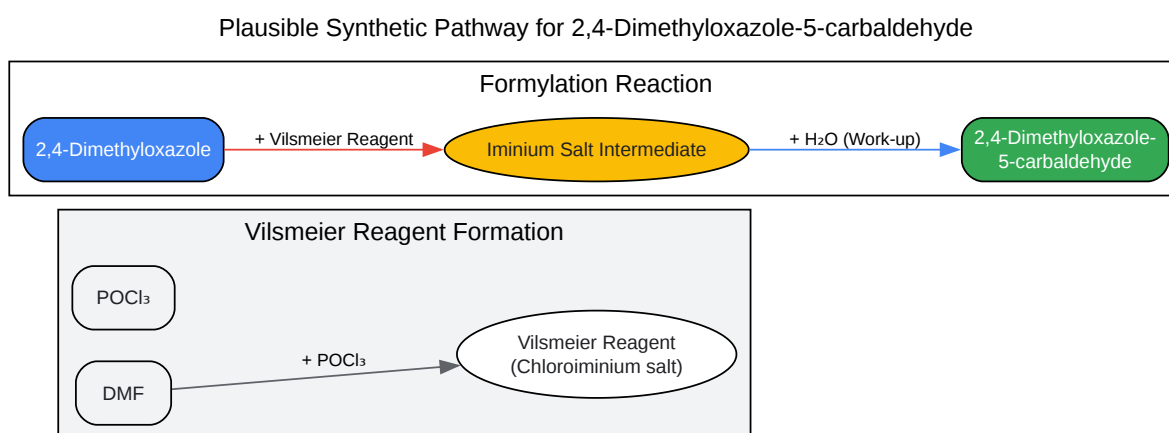 Plausible Synthetic Pathway for 2,4-Dimethyloxazole-5-carbaldehyde
Formylation Reaction
2,4-Dimethyloxazole
+ Vilsmeier Reagent
Iminium Salt Intermediate
+ H₂O (Work-up)
2,4-Dimethyloxazole-
5-carbaldehyde
Vilsmeier Reagent Formation
POCl₃
DMF
+ POCl₃
Vilsmeier Reagent
(Chloroiminium salt)